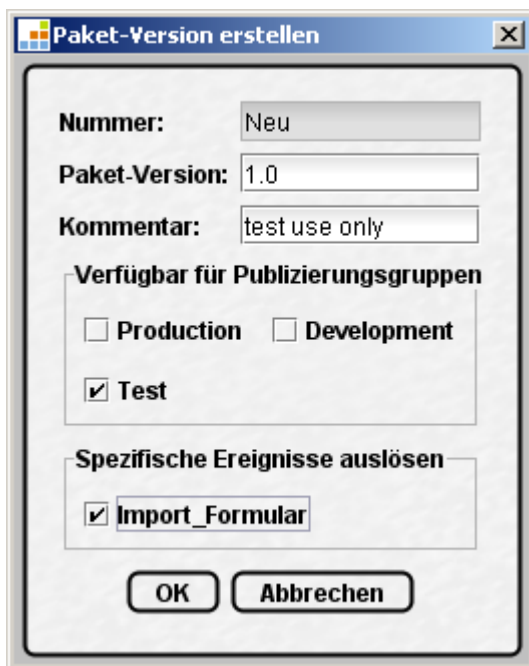 Paket-Version erstellen
Nummer: Neu
Paket-Version: 1.0
Kommentar: test use only
Verfügbar für Publizierungsgruppen
Production Development
Test
Spezifische Ereignisse auslösen
Import_Formular
OK Abbrechen